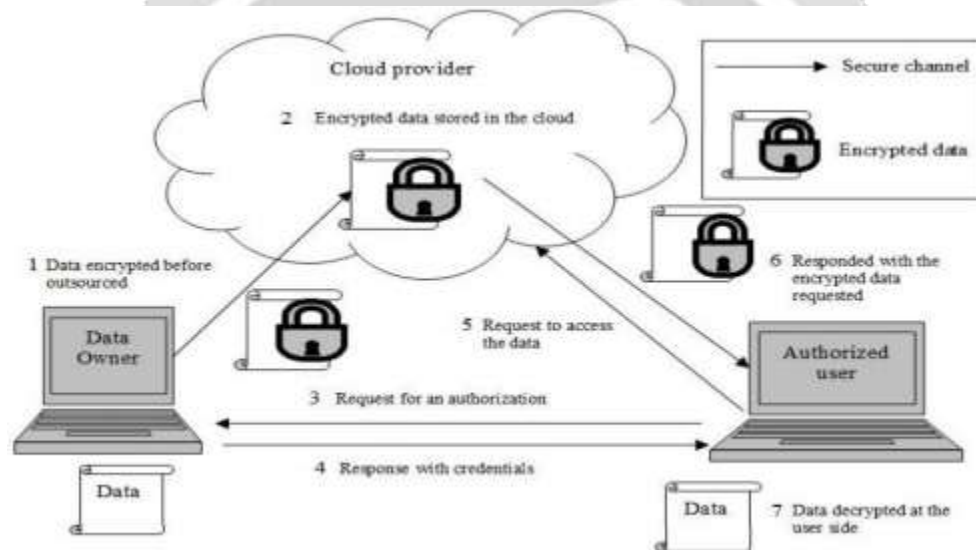 Cloud provider
2 Encrypted data stored in the cloud
Secure channel
Encrypted data
1 Data encrypted before
outsourced
Data
Owner
6 Responded with the
encrypted data
requested
5 Request to access
the data
Authorized
user
3 Request for an authorization
4 Response with credentials
Data
Data
7 Data decrypted at the
user side